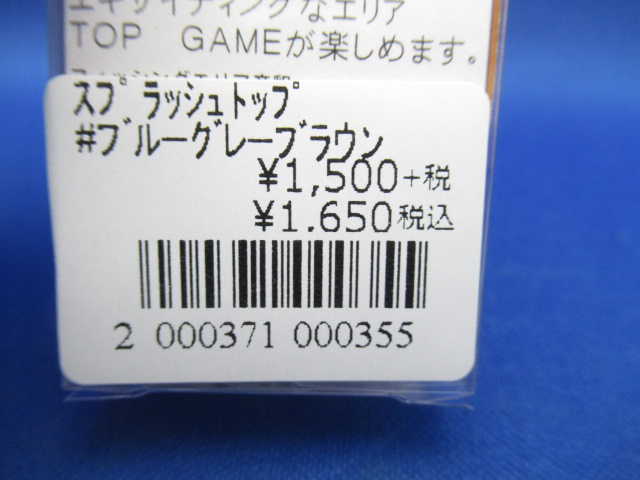 エキサイティングなエリア
TOP GAMEが楽しめます。
スプラッシュトップ
#ブルーグレーブラウン
¥1,500+税
¥1.650税込
2 000371 000355